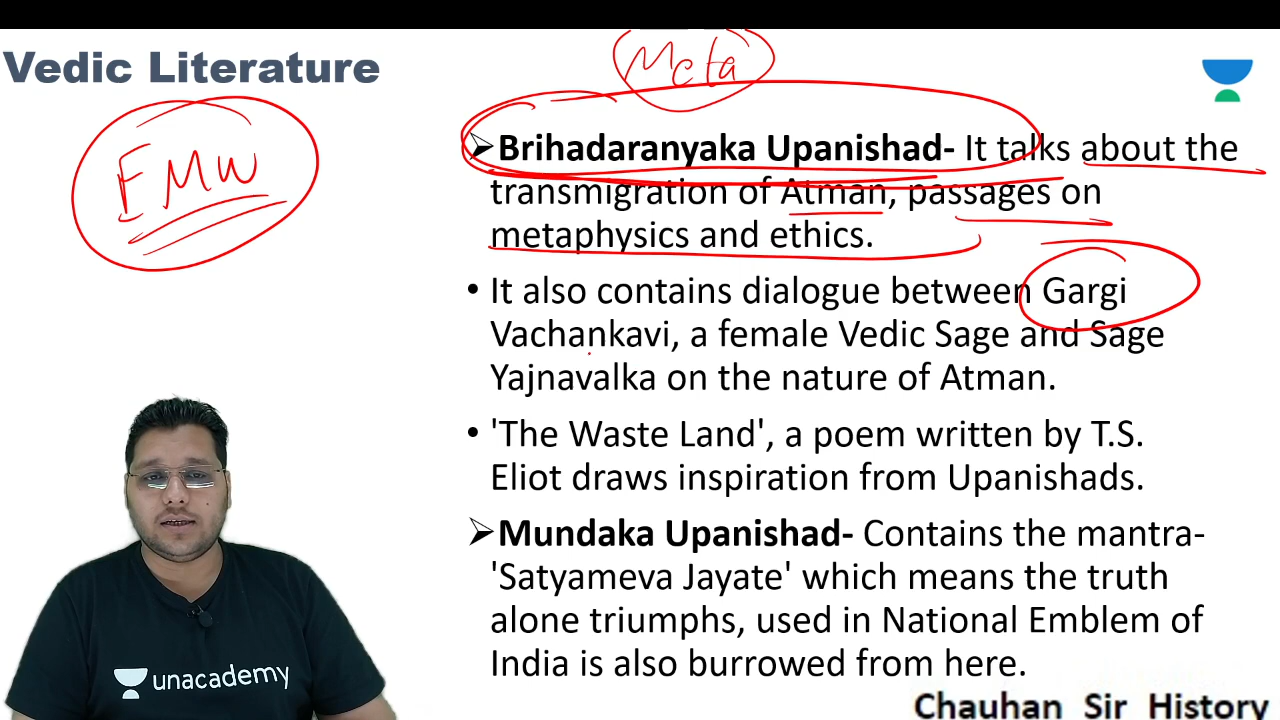 Vedic Literature
Meta
FMW
➢Brihadaranyaka Upanishad- It talks about the
transmigration of Atman, passages on
metaphysics and ethics.
• It also contains dialogue between Gargi
Vachankavi, a female Vedic Sage and Sage
Yajnavalka on the nature of Atman.
• 'The Waste Land', a poem written by T.S.
Eliot draws inspiration from Upanishads.
➢Mundaka Upanishad- Contains the mantra-
'Satyameva Jayate' which means the truth
alone triumphs, used in National Emblem of
India is also burrowed from here.
unacademy
Chauhan Sir History